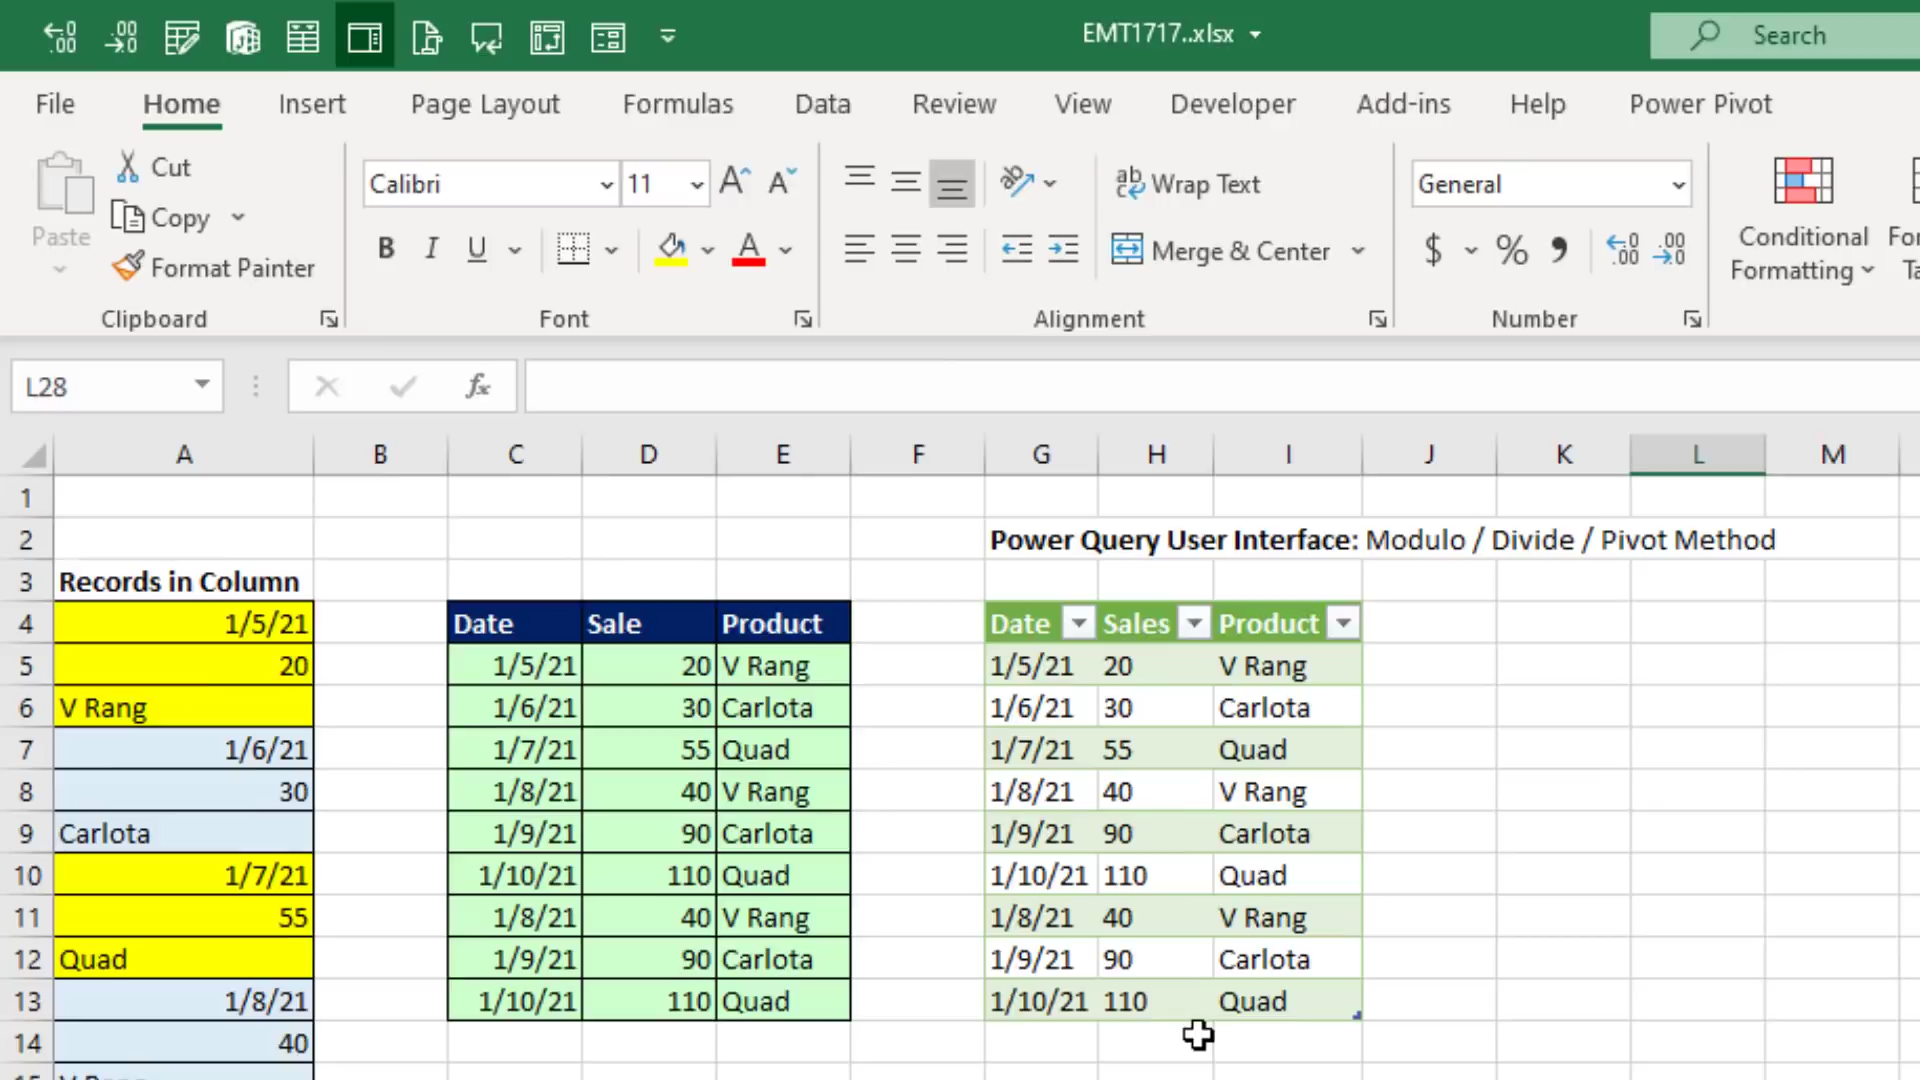 EMT1717..xlsx
Search
File Home Insert Page Layout Formulas Data Review View Developer Add-ins Help Power Pivot
Paste
Cut
Copy
Format Painter
Clipboard
Calibri 11
B I U
Font
Wrap Text
Merge & Center
Alignment
General
$ % ,
Number
Conditional
Formatting
L28
fx
A B C D E F G H I J K L M
1
2 Power Query User Interface: Modulo / Divide / Pivot Method
3 Records in Column
4 1/5/21 Date Sale Product Date Sales Product
5 20 1/5/21 20 V Rang 1/5/21 20 V Rang
6 V Rang 1/6/21 30 Carlota 1/6/21 30 Carlota
7 1/6/21 1/7/21 55 Quad 1/7/21 55 Quad
8 30 1/8/21 40 V Rang 1/8/21 40 V Rang
9 Carlota 1/9/21 90 Carlota 1/9/21 90 Carlota
10 1/7/21 1/10/21 110 Quad 1/10/21 110 Quad
11 55 1/8/21 40 V Rang 1/8/21 40 V Rang
12 Quad 1/9/21 90 Carlota 1/9/21 90 Carlota
13 1/8/21 1/10/21 110 Quad 1/10/21 110 Quad
14 40